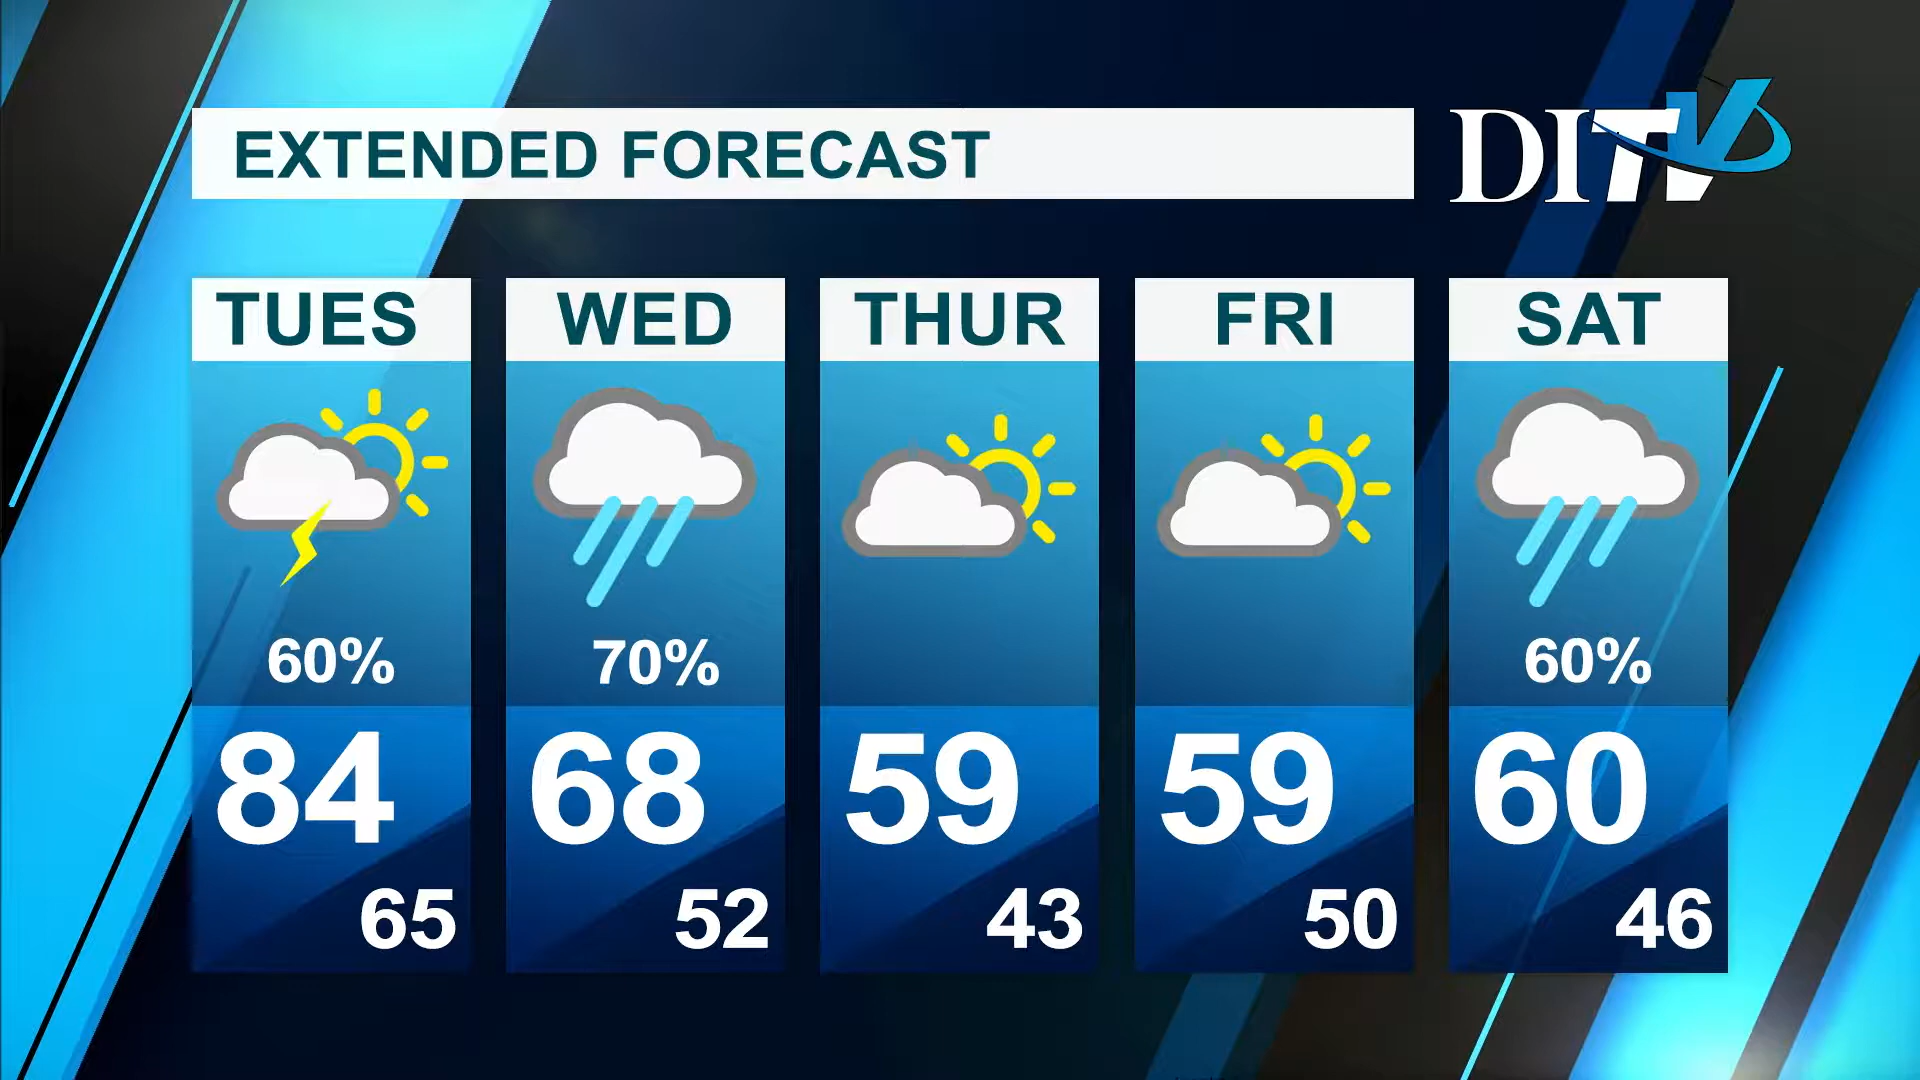 EXTENDED FORECAST
DITV
TUES
60%
84
65
WED
70%
68
52
THUR
59
43
FRI
59
50
SAT
60%
60
46